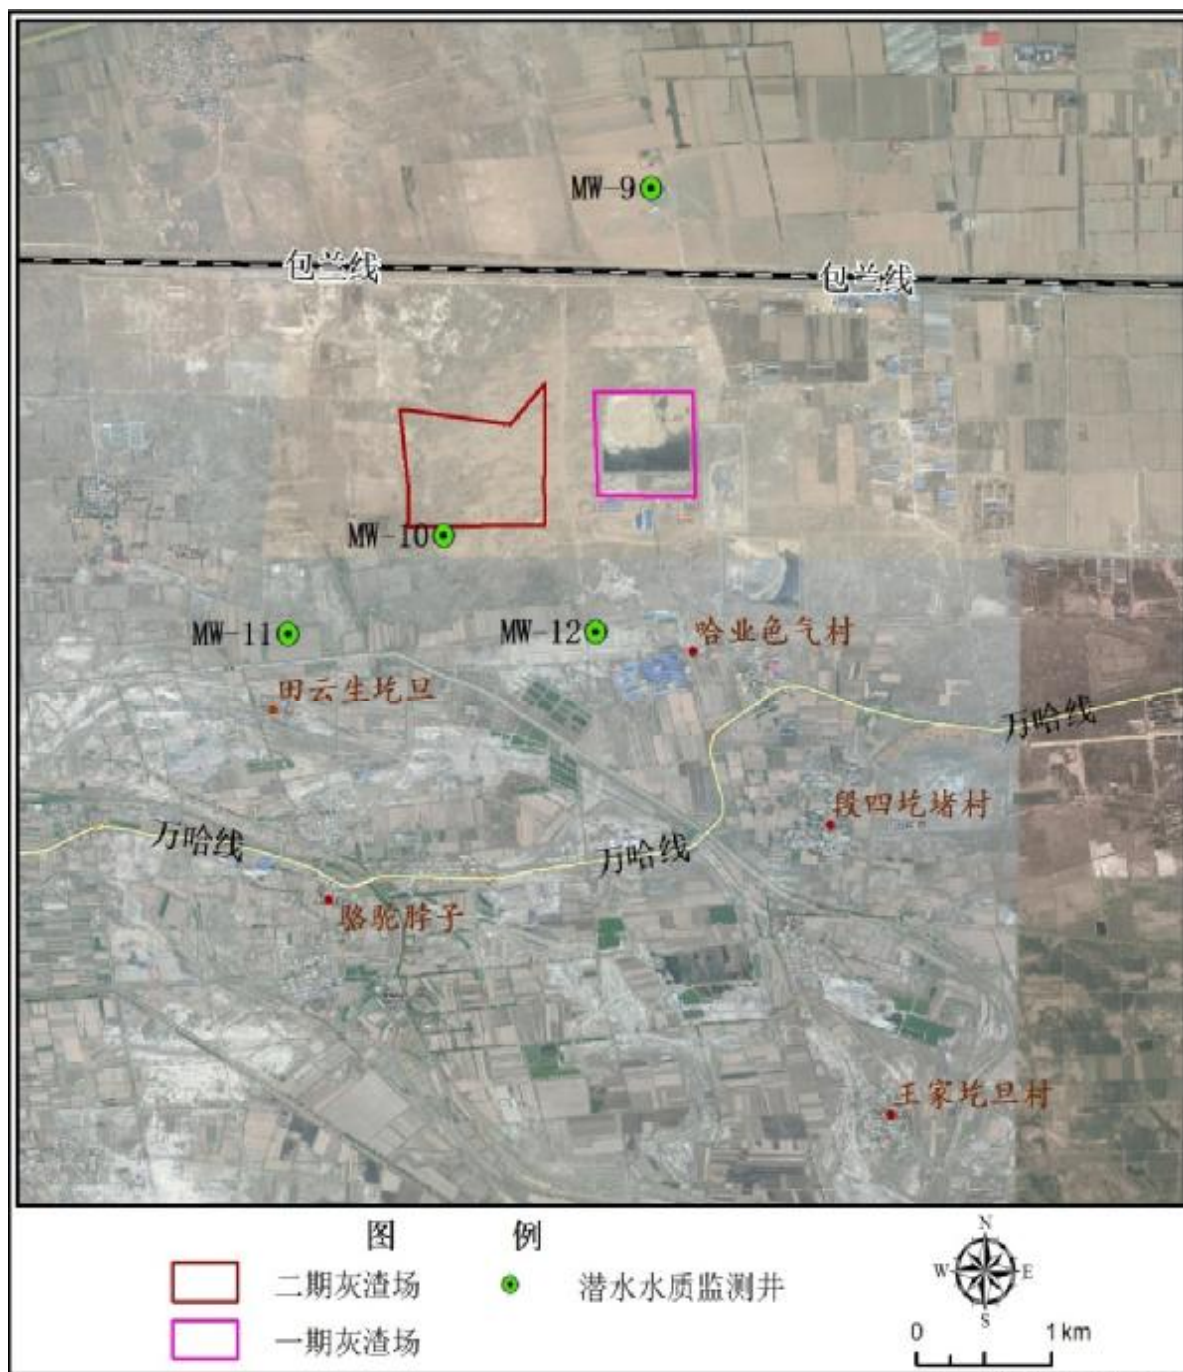 MW-9
包兰线
包兰线
MW-10
MW-11
MW-12
哈业色气村
田云生圪旦
万哈线
段四圪堵村
万哈线
万哈线
骆驼脖子
王家圪旦村
图 例
二期灰渣场
潜水水质监测井
一期灰渣场
N
W
E
S
0
1 km